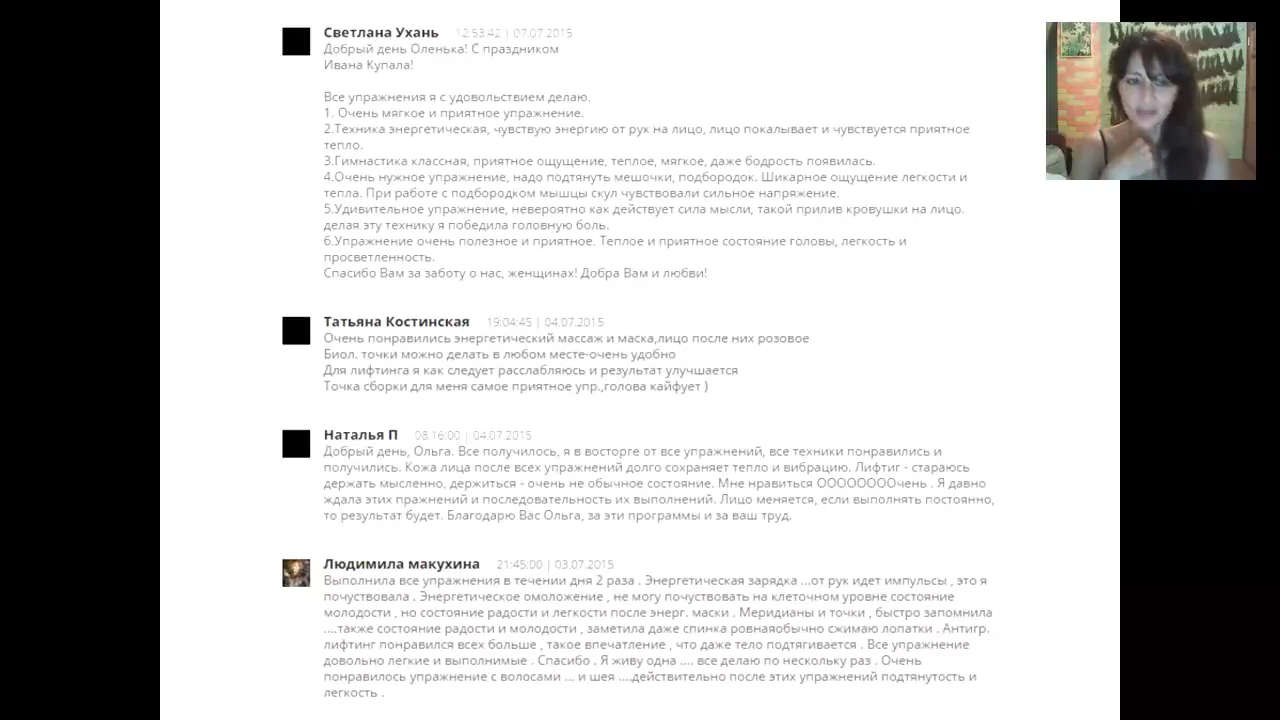 Светлана Ухань 12:53:42 | 07.07.2015
Добрый день Оленька! С праздником
Ивана Купала!
Все упражнения я с удовольствием делаю.
1. Очень мягкое и приятное упражнение.
2.Техника энергетическая, чувствую энергию от рук на лицо, лицо покалывает и чувствуется приятное
тепло.
3.Гимнастика классная, приятное ощущение, теплое, мягкое, даже бодрость появилась.
4.Очень нужное упражнение, надо подтянуть мешочки, подбородок. Шикарное ощущение легкости и
тепла. При работе с подбородком мышцы скул чувствовали сильное напряжение.
5.Удивительное упражнение, невероятно как действует сила мысли, такой прилив кровушки на лицо.
делая эту технику я победила головную боль.
6.Упражнение очень полезное и приятное. Теплое и приятное состояние головы, легкость и
просветленность.
Спасибо Вам за заботу о нас, женщинах! Добра Вам и любви!
Татьяна Костинская 19:04:45 | 04.07.2015
Очень понравились энергетический массаж и маска,лицо после них розовое
Биол. точки можно делать в любом месте-очень удобно
Для лифтинга я как следует расслабляюсь и результат улучшается
Точка сборки для меня самое приятное упр.,голова кайфует )
Наталья П 08:16:00 | 04.07.2015
Добрый день, Ольга. Все получилось, я в восторге от все упражнений, все техники понравились и
получились. Кожа лица после всех упражнений долго сохраняет тепло и вибрацию. Лифтиг - стараюсь
держать мысленно, держиться - очень не обычное состояние. Мне нравиться ООООООООчень . Я давно
ждала этих пражнений и последовательность их выполнений. Лицо меняется, если выполнять постоянно,
то результат будет. Благодарю Вас Ольга, за эти программы и за ваш труд.
Людимила макухина 21:45:00 | 03.07.2015
Выполнила все упражнения в течении дня 2 раза . Энергетическая зарядка ...от рук идет импульсы , это я
почуствовала . Энергетическое омоложение , не могу почуствовать на клеточном уровне состояние
молодости , но состояние радости и легкости после энерг. маски . Меридианы и точки , быстро запомнила
....также состояние радости и молодости , заметила даже спинка ровнаяобычно сжимаю лопатки . Антигр.
лифтинг понравился всех больше , такое впечатление , что даже тело подтягивается . Все упражнение
довольно легкие и выполнимые . Спасибо . Я живу одна .... все делаю по нескольку раз . Очень
понравилось упражнение с волосами ... и шея ....действительно после этих упражнений подтянутость и
легкость .